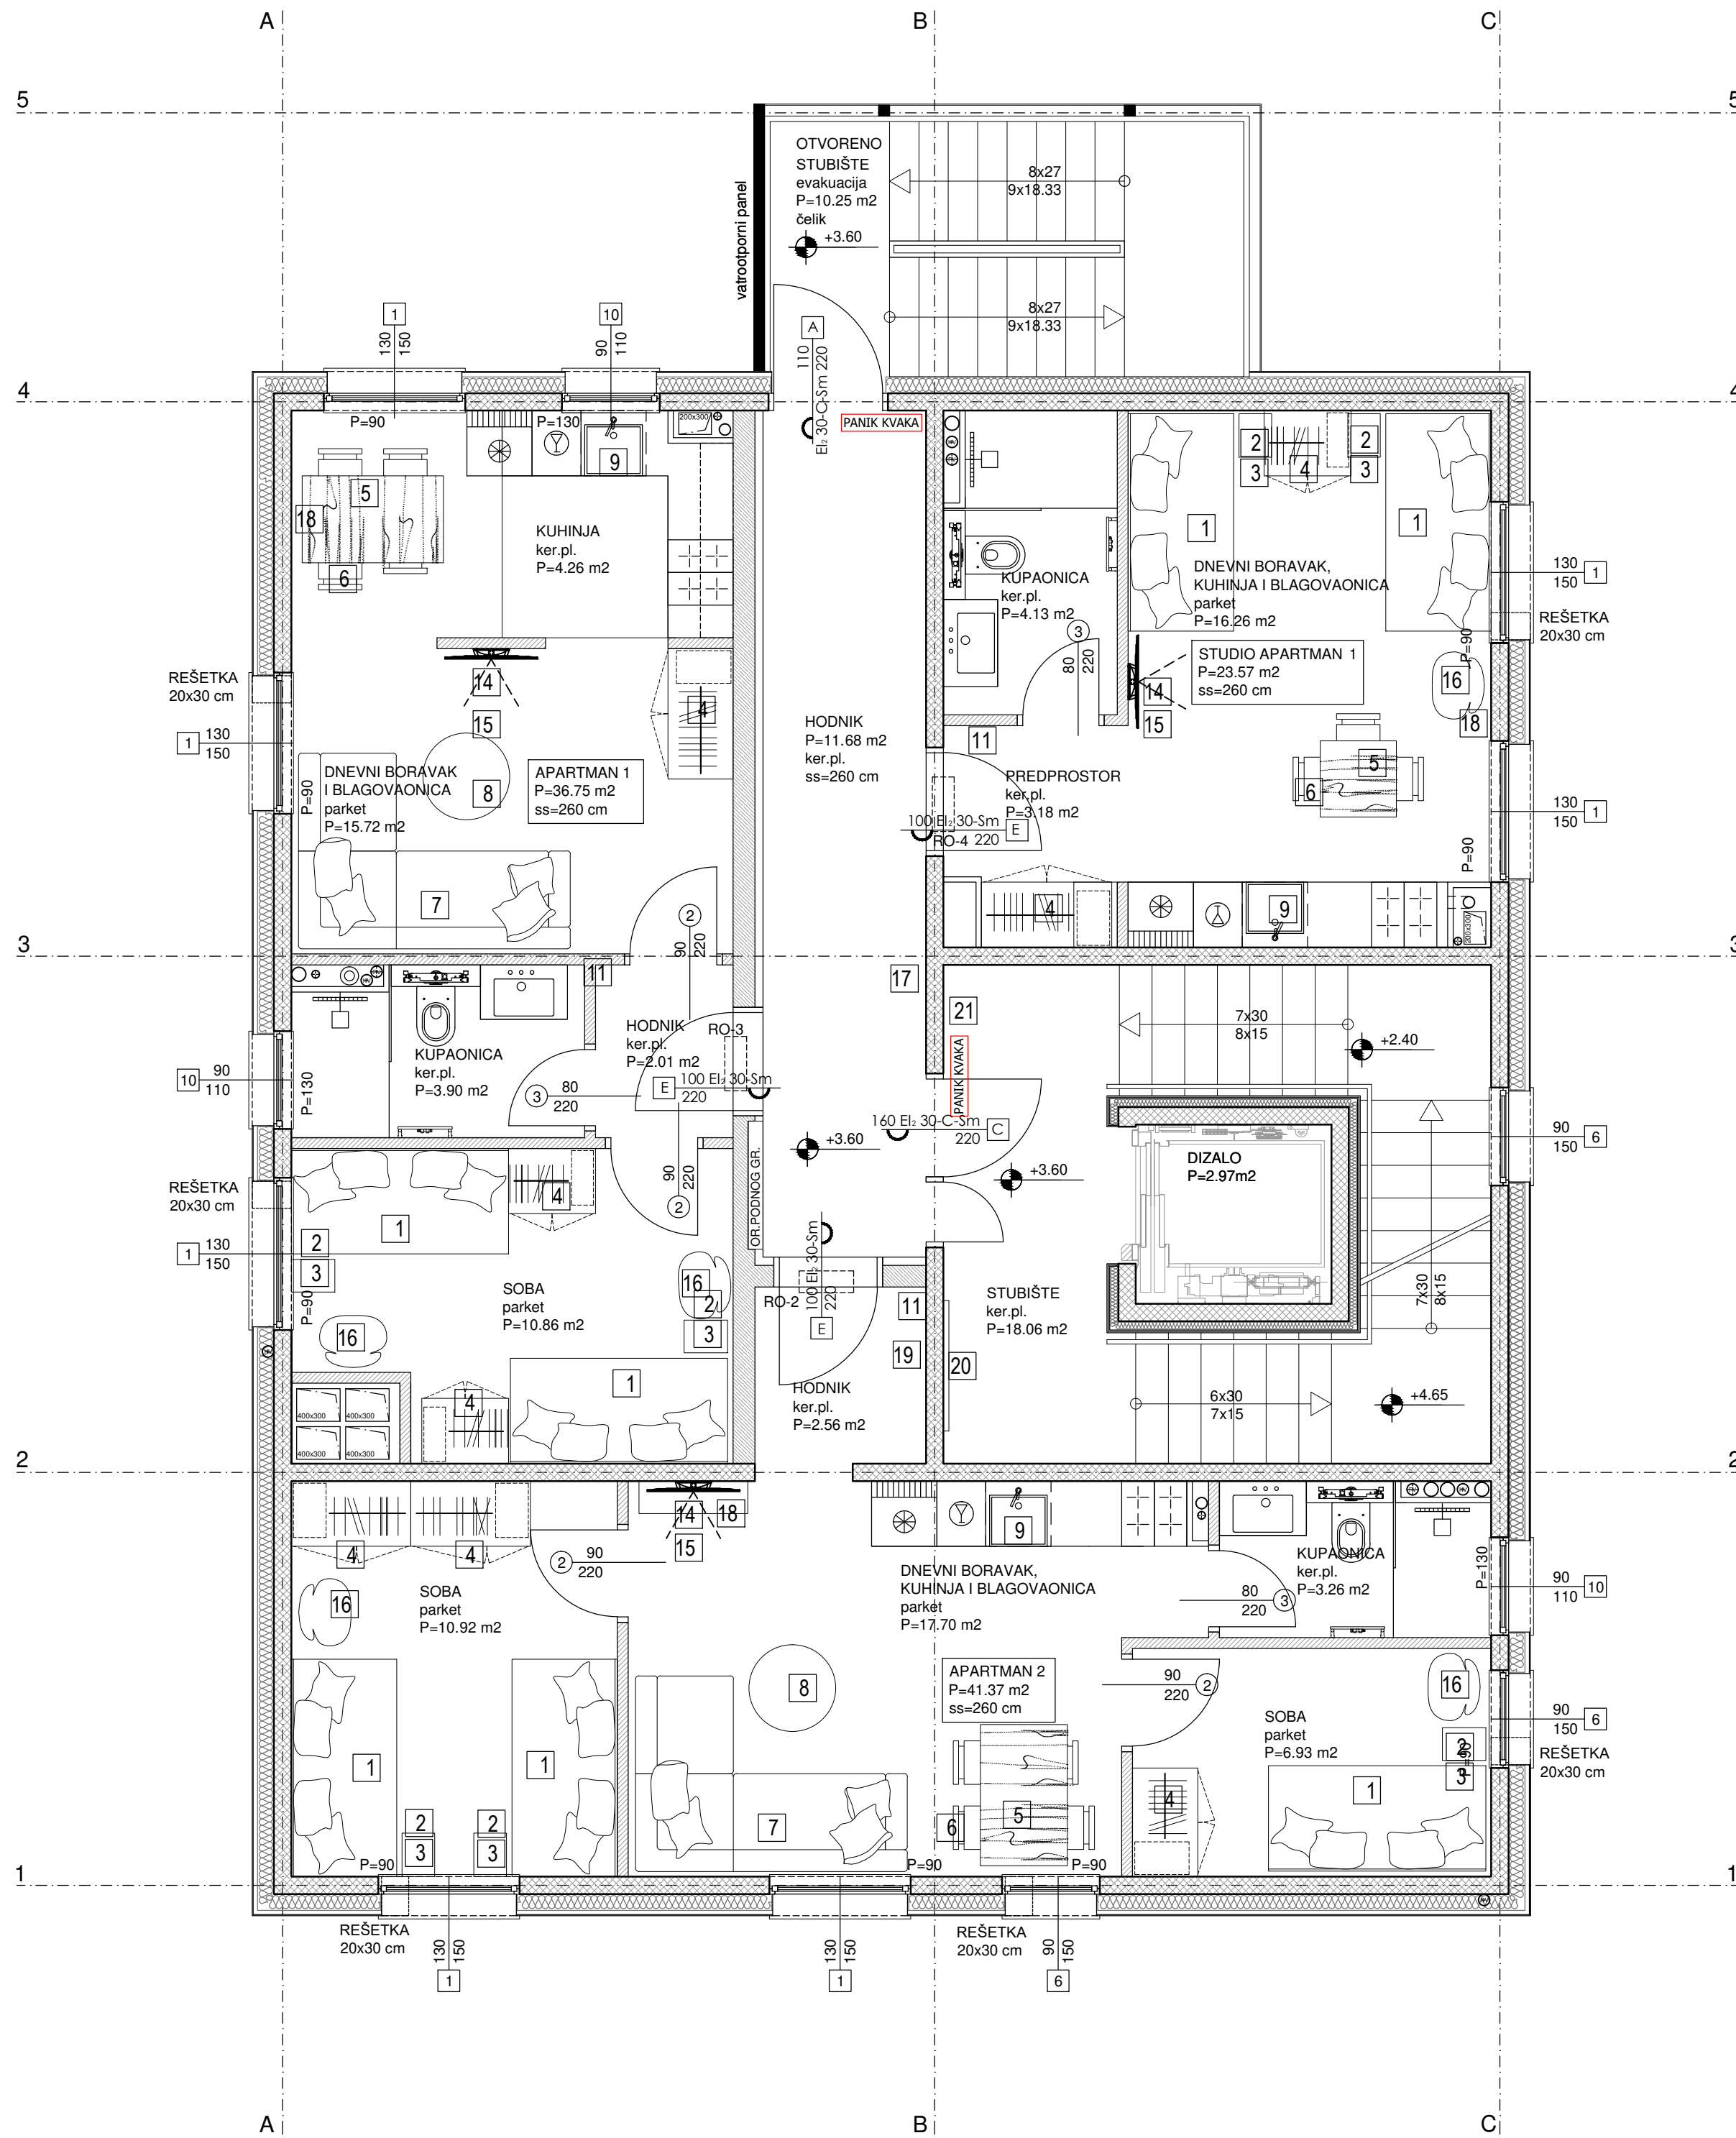 A
B
C
5
5
OTVORENO
STUBIŠTE
evakuacija
P=10.25 m2
čelik
+3.60
vatrootporni panel
8x27
9x18.33
8x27
9x18.33
1
130
150
10
90
110
A
110
EI₂ 30-C-Sm 220
PANIK KVAKA
4
4
P=90
P=130
200x300
9
5
18
6
KUHINJA
ker.pl.
P=4.26 m2
2
3
4
2
3
1
1
KUPAONICA
ker.pl.
P=4.13 m2
DNEVNI BORAVAK,
KUHINJA I BLAGOVAONICA
parket
P=16.26 m2
130
150
1
REŠETKA
20x30 cm
P=90
3
80
220
STUDIO APARTMAN 1
P=23.57 m2
ss=260 cm
14
15
16
18
REŠETKA
20x30 cm
1
130
150
P=90
14
15
4
DNEVNI BORAVAK
I BLAGOVAONICA
parket
P=15.72 m2
8
APARTMAN 1
P=36.75 m2
ss=260 cm
7
HODNIK
P=11.68 m2
ker.pl.
ss=260 cm
11
PREDPROSTOR
ker.pl.
P=3.18 m2
100 EI₂ 30-Sm
220
E
RO-4
5
6
130
150
1
P=90
4
9
200x300
2
90
220
3
3
11
17
21
PANIK KVAKA
7x30
8x15
+2.40
KUPAONICA
ker.pl.
P=3.90 m2
HODNIK
ker.pl.
P=2.01 m2
RO-3
E
100 EI₂ 30-Sm
220
3
80
220
10
90
110
P=130
160 EI₂ 30-C-Sm
220
C
+3.60
+3.60
DIZALO
P=2.97m2
90
150
6
OR.PODNOG GR.
90
220
2
REŠETKA
20x30 cm
1
130
150
P=90
1
2
3
4
16
SOBA
parket
P=10.86 m2
16
2
3
1
4
400x300
400x300
400x300
400x300
RO-2
100 EI₂ 30-Sm
220
E
11
19
20
HODNIK
ker.pl.
P=2.56 m2
STUBIŠTE
ker.pl.
P=18.06 m2
7x30
8x15
6x30
7x15
+4.65
2
2
4
4
16
SOBA
parket
P=10.92 m2
2
90
220
14
15
18
9
DNEVNI BORAVAK,
KUHINJA I BLAGOVAONICA
parket
P=17.70 m2
KUPAONICA
ker.pl.
P=3.26 m2
80
220
3
P=130
90
110
10
8
APARTMAN 2
P=41.37 m2
ss=260 cm
90
220
2
SOBA
parket
P=6.93 m2
16
2
3
P=90
90
150
6
REŠETKA
20x30 cm
1
1
2
3
2
3
7
6
5
4
1
P=90
P=90
P=90
1
1
REŠETKA
20x30 cm
130
150
1
130
150
1
REŠETKA
20x30 cm
90
150
6
A
B
C